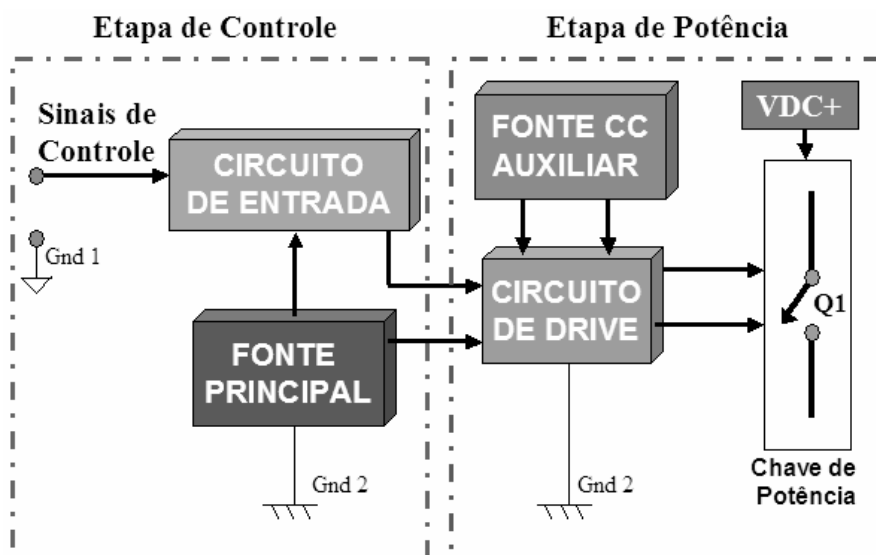 Etapa de Controle
Etapa de Potência
Sinais de
Controle
Gnd 1
CIRCUITO
DE ENTRADA
FONTE
PRINCIPAL
Gnd 2
FONTE CC
AUXILIAR
CIRCUITO
DE DRIVE
Gnd 2
VDC+
Q1
Chave de
Potência